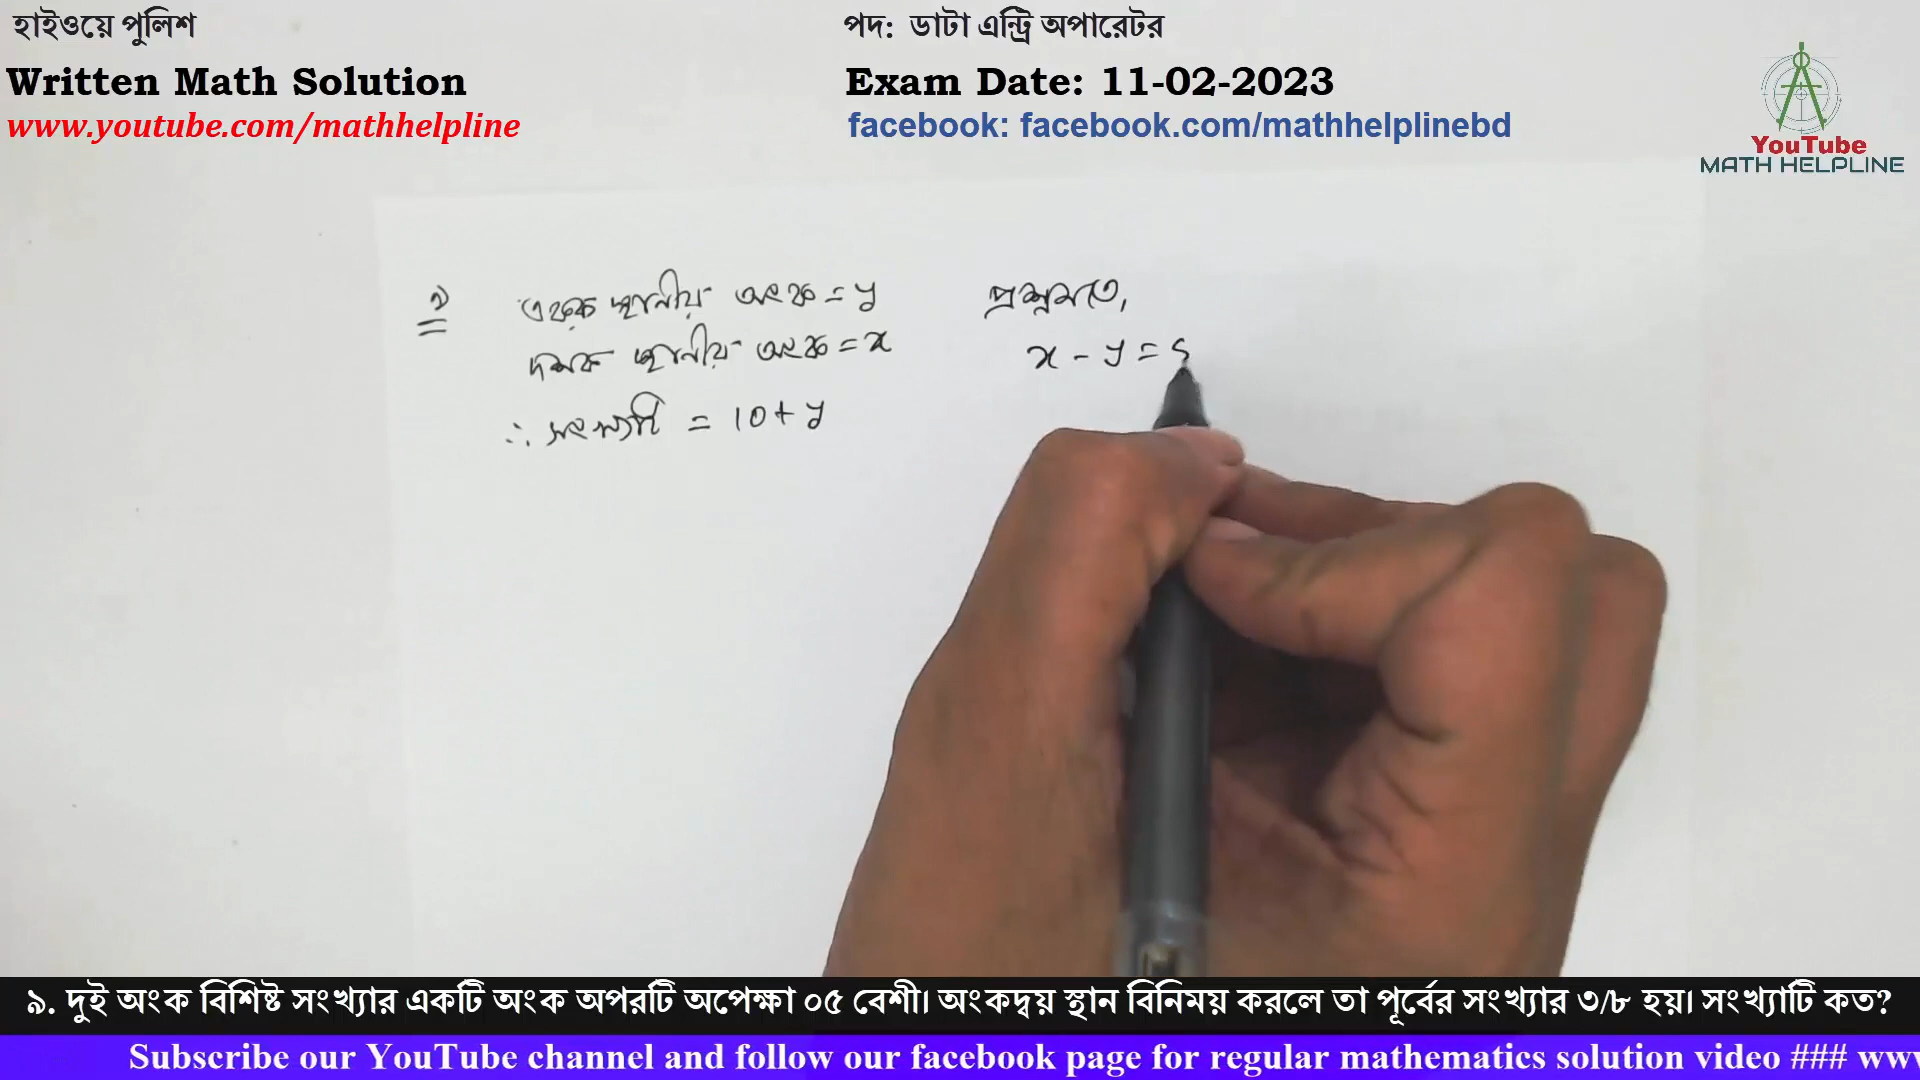 হাইওয়ে পুলিশ
পদ: ডাটা এন্ট্রি অপারেটর
Written Math Solution
Exam Date: 11-02-2023
www.youtube.com/mathhelpline
facebook: facebook.com/mathhelplinebd
YouTube
MATH HELPLINE
৯
একক স্থানীয় অংক = y
দশক স্থানীয় অংক = x
∴ সংখ্যাটি = 10 + y
প্রশ্নমতে,
x - y = 5
৯. দুই অংক বিশিষ্ট সংখ্যার একটি অংক অপরটি অপেক্ষা ০৫ বেশী। অংকদ্বয় স্থান বিনিময় করলে তা পূর্বের সংখ্যার ৩/৮ হয়। সংখ্যাটি কত?
Subscribe our YouTube channel and follow our facebook page for regular mathematics solution video ### www